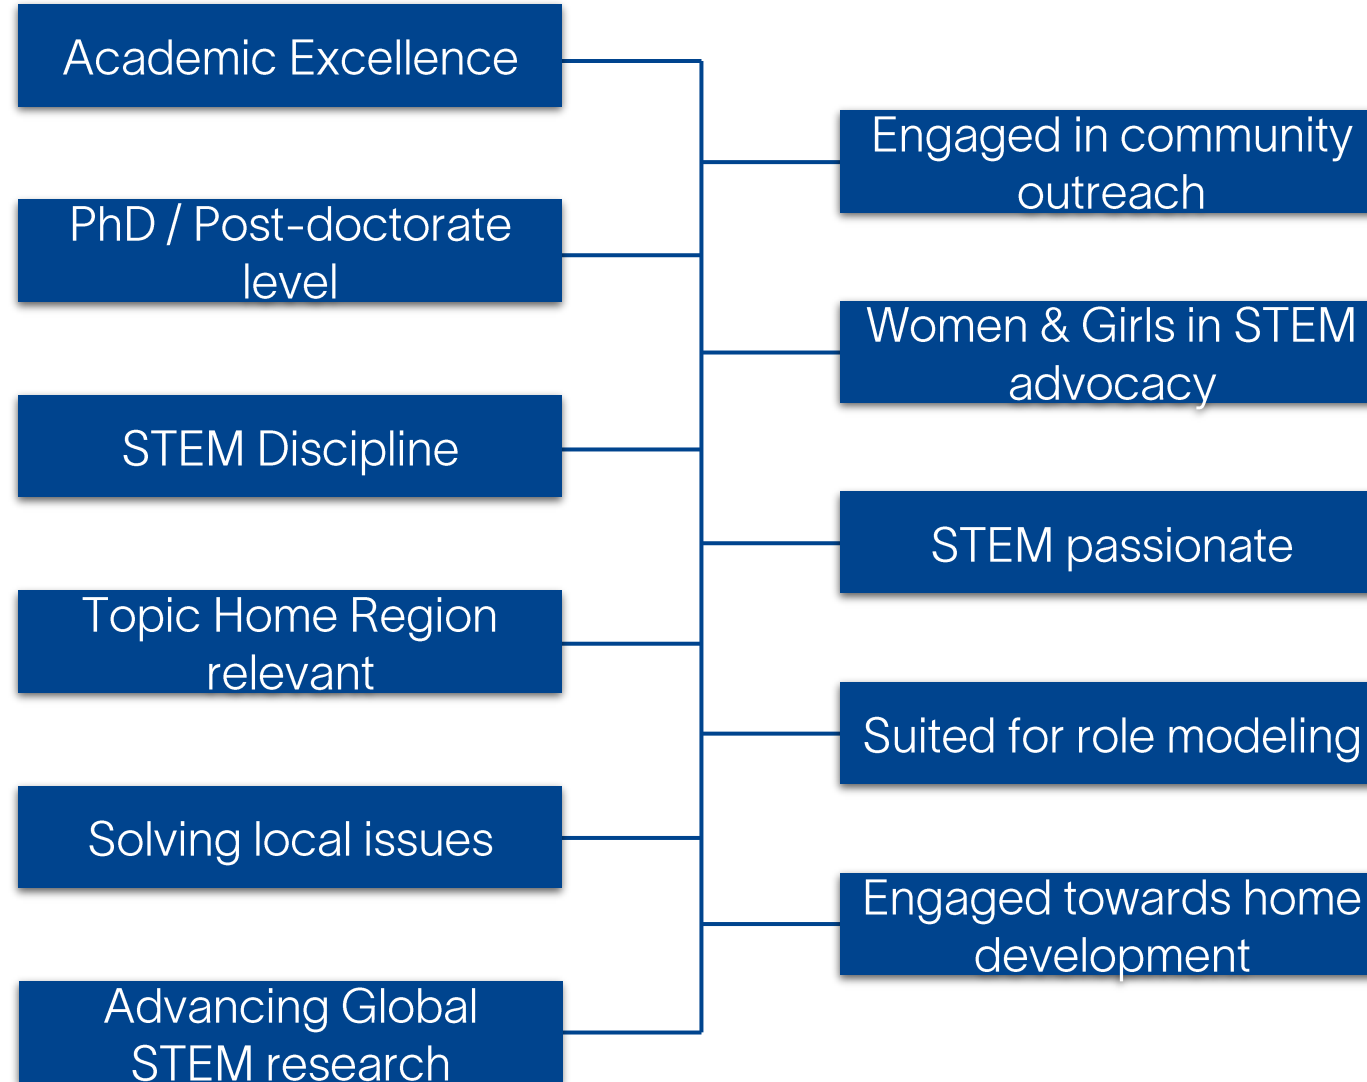 Academic Excellence
PhD / Post-doctorate
level
STEM Discipline
Topic Home Region
relevant
Solving local issues
Advancing Global
STEM research
Engaged in community
outreach
Women & Girls in STEM
advocacy
STEM passionate
Suited for role modeling
Engaged towards home
development